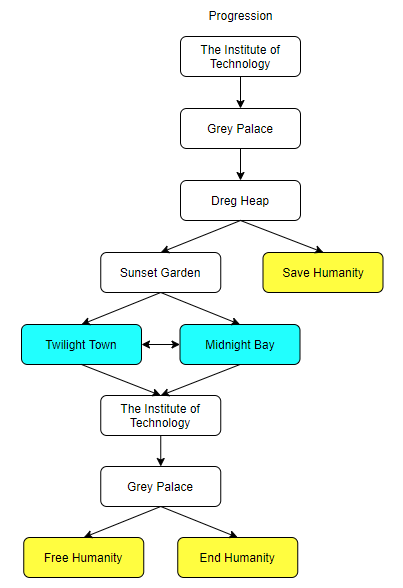 Progression
The Institute of
Technology
Grey Palace
Dreg Heap
Sunset Garden
Save Humanity
Twilight Town
Midnight Bay
The Institute of
Technology
Grey Palace
Free Humanity
End Humanity